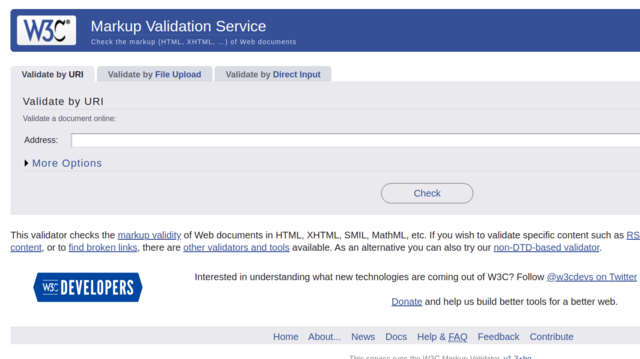 W3C®
Markup Validation Service
Check the markup (HTML, XHTML, ...) of Web documents
Validate by URI Validate by File Upload Validate by Direct Input
Validate by URI
Validate a document online:
Address:
More Options
Check
This validator checks the markup validity of Web documents in HTML, XHTML, SMIL, MathML, etc. If you wish to validate specific content such as RS
content, or to find broken links, there are other validators and tools available. As an alternative you can also try our non-DTD-based validator.
Interested in understanding what new technologies are coming out of W3C? Follow @w3cdevs on Twitter
W3C DEVELOPERS
Donate and help us build better tools for a better web.
Home About... News Docs Help & FAQ Feedback Contribute
This service runs the W3C Markup Validator,